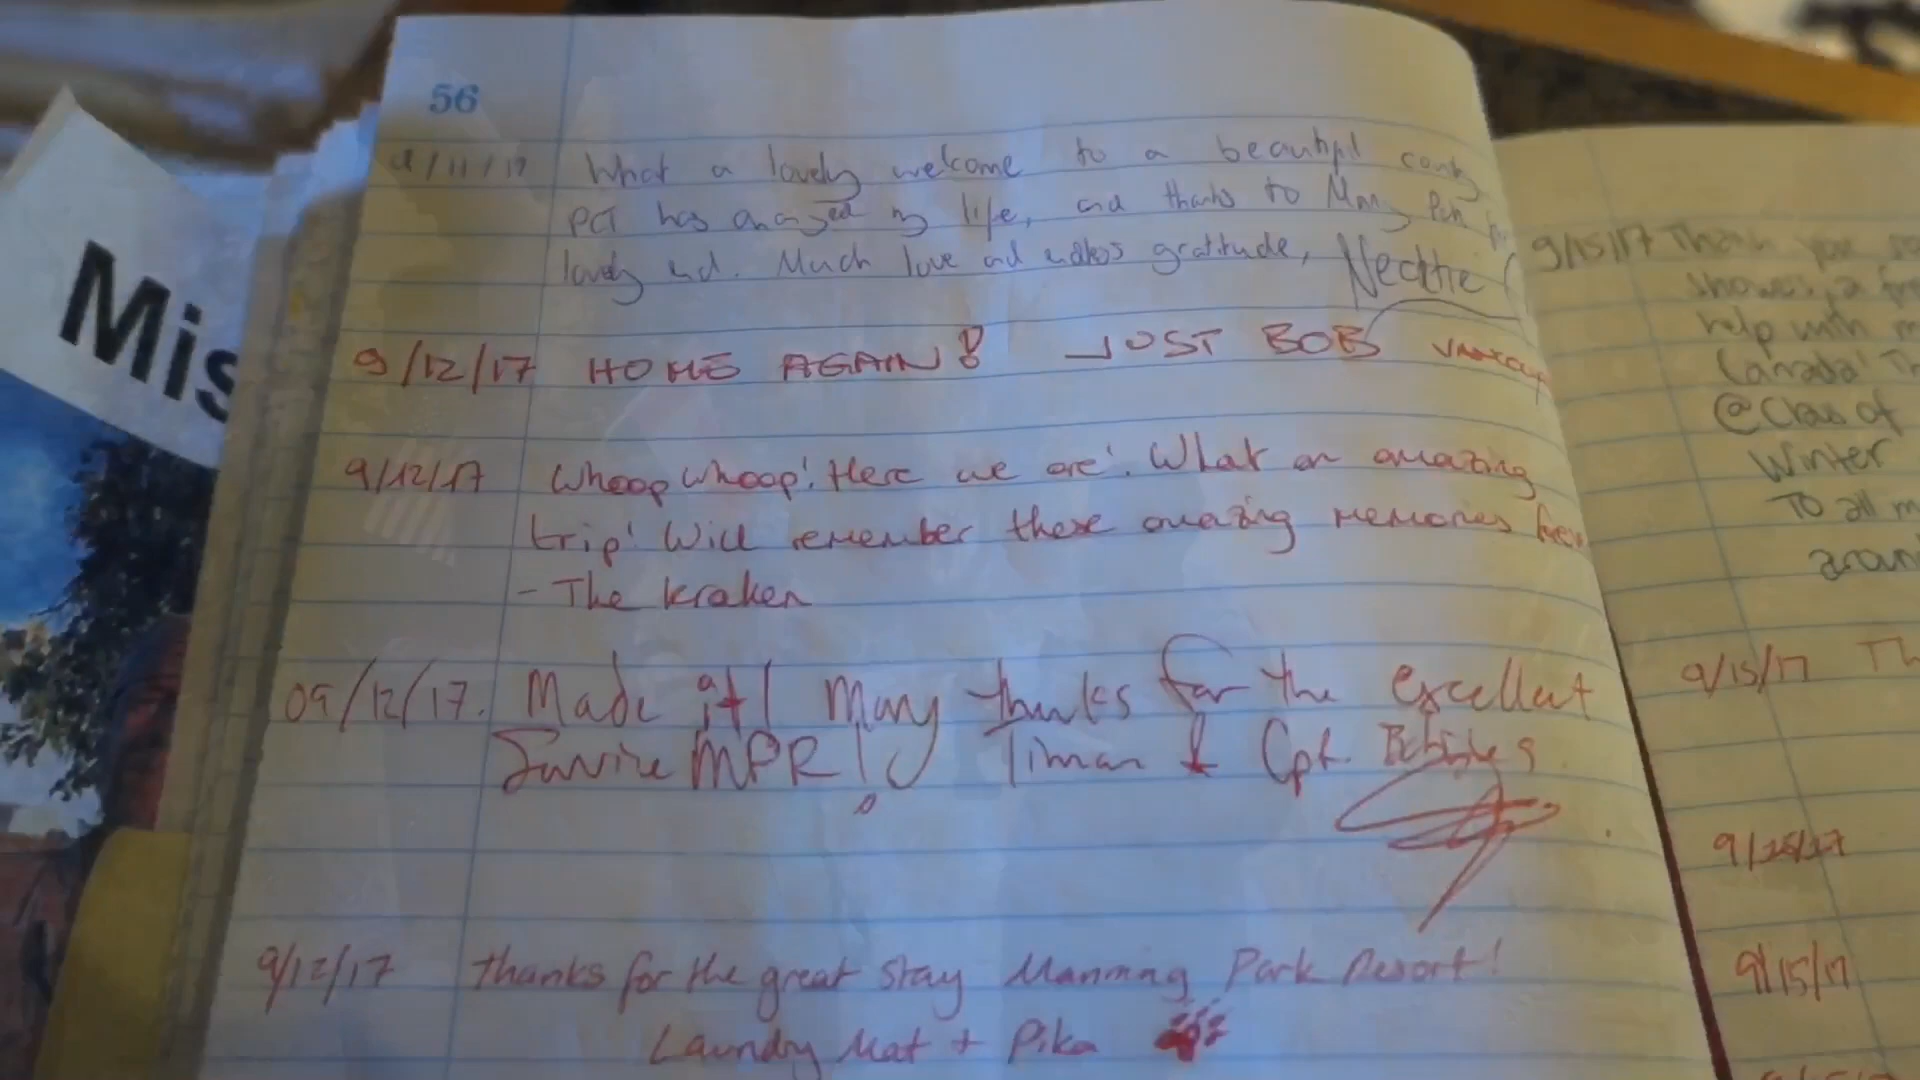 56
Mis
9/11/17 What a lovely welcome to a beautiful
PCT has changed my life, and thanks to Manning Park
lovely end. Much love and endless gratitude, Necktie
9/12/17 HOME AGAIN! JUST BOB
9/12/17 Whoop Whoop! Here we are! What an amazing
trip! Will remember these amazing memories
- The Kraken
09/12/17. Made it! Many thanks for the excellent
MPR! Timan & Cpt.
9/12/17 thanks for the great stay Manning Park Resort!
Laundry Mat + Pika
9/15/17 Thank you
showers, a
help with
Canada!
@Class of
Winter
To all
9/15/17
9/15/17